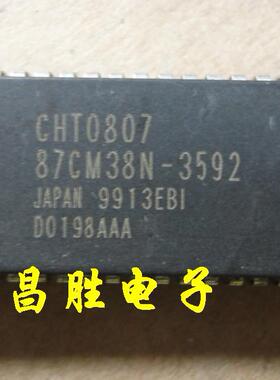 CHT0807
87CM38N-3592
JAPAN 9913EBI
D0198AAA
昌胜电子